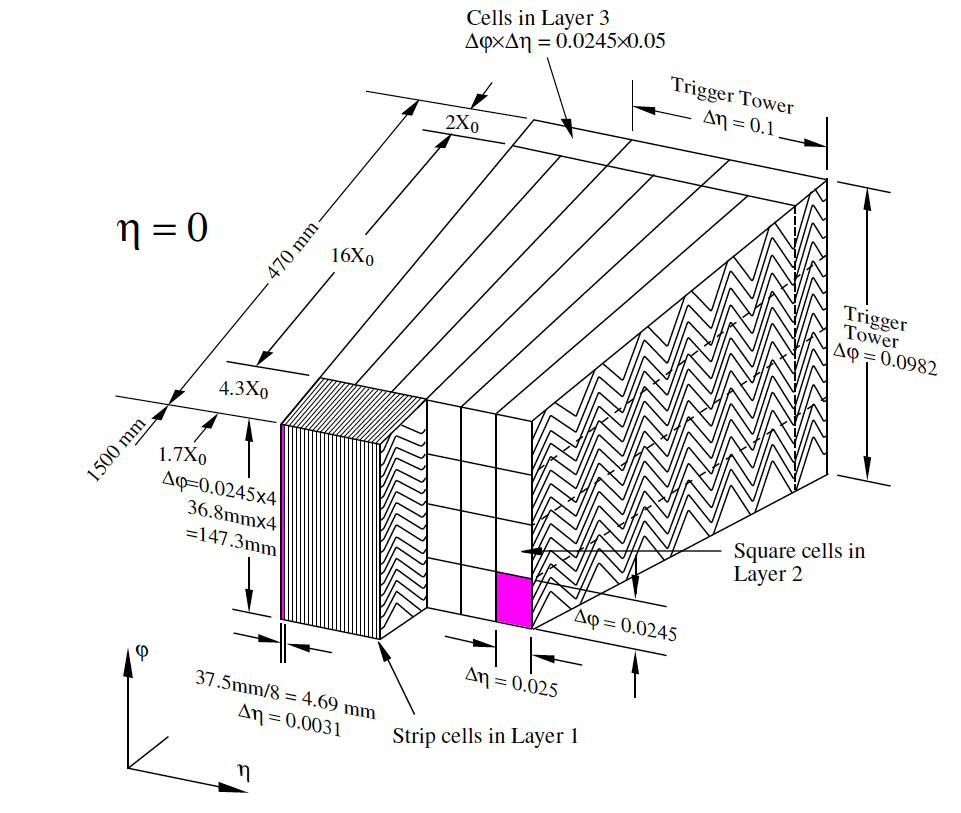 Cells in Layer 3
Δφ×Δη = 0.0245×0.05
Trigger Tower
Δη = 0.1
2X₀
η = 0
470 mm
16X₀
Trigger
Tower
Δφ = 0.0982
4.3X₀
1500 mm
1.7X₀
Δφ=0.0245x4
36.8mmx4
=147.3mm
Square cells in
Layer 2
Δφ = 0.0245
Δη = 0.025
φ
37.5mm/8 = 4.69 mm
Δη = 0.0031
Strip cells in Layer 1
η